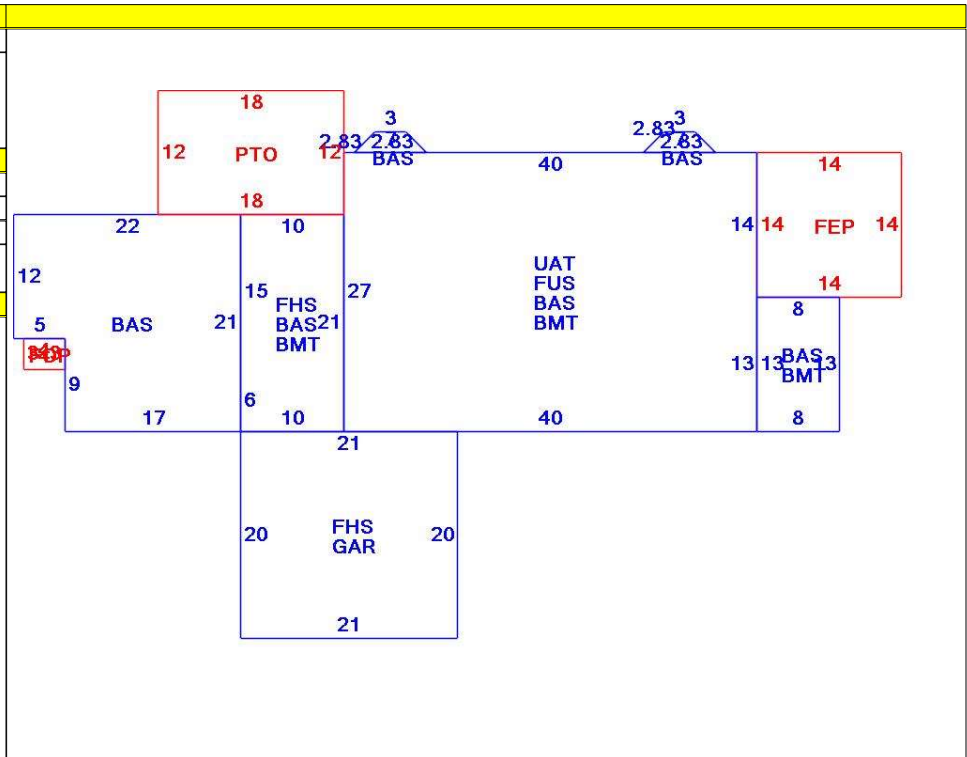 18
3
3
2.83
2.83 2.83
2.83
12 PTO 12
BAS
BAS
40
14
18
22
10
14
14 FEP 14
12
UAT
FUS
BAS
BMT
15
27
14
FHS
BAS
BMT
8
5
BAS
21
21
13 13 13
BAS
BMT
9
6
17
10
40
8
21
20
FHS
GAR
20
21